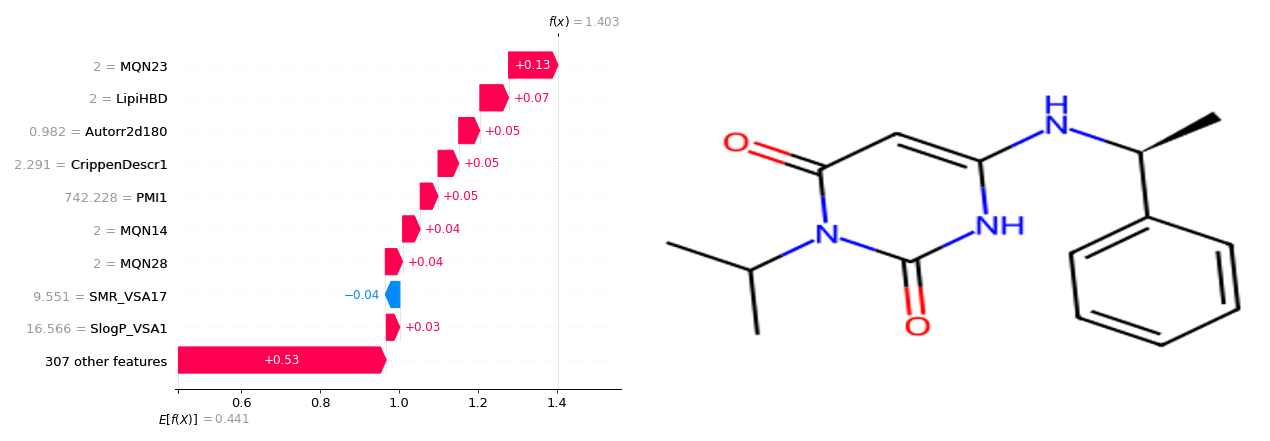 f(x) = 1.403
2 = MQN23 +0.13
2 = LipiHBD +0.07
0.982 = Autorr2d180 +0.05
2.291 = CrippenDescr1 +0.05
742.228 = PMI1 +0.05
2 = MQN14 +0.04
2 = MQN28 +0.04
9.551 = SMR_VSA17 −0.04
16.566 = SlogP_VSA1 +0.03
307 other features +0.53
0.6 0.8 1.0 1.2 1.4
E[f(X)] = 0.441
H
N
O
N
NH
O